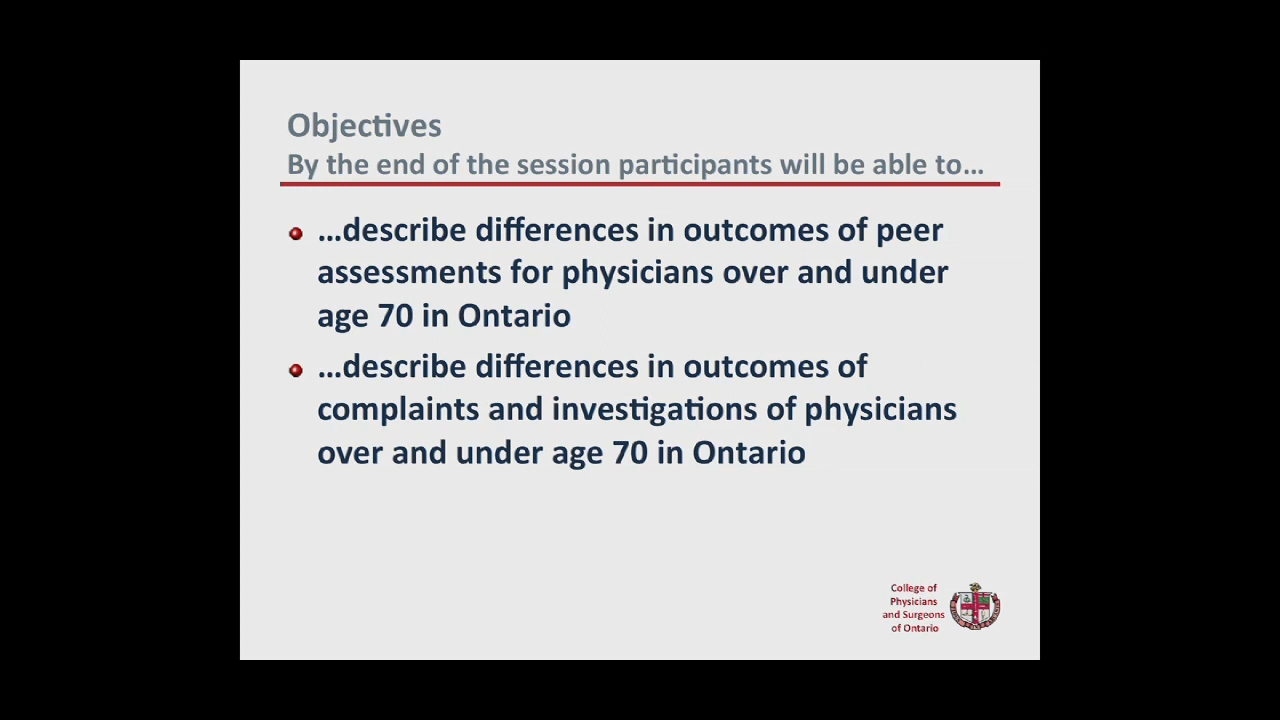 Objectives
By the end of the session participants will be able to…
…describe differences in outcomes of peer
assessments for physicians over and under
age 70 in Ontario
…describe differences in outcomes of
complaints and investigations of physicians
over and under age 70 in Ontario
College of
Physicians
and Surgeons
of Ontario